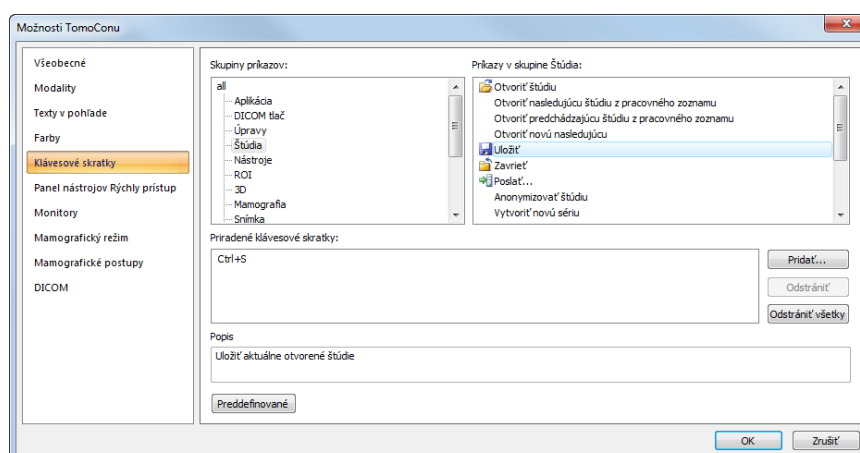 Možnosti TomoConu
Všeobecné
Modality
Texty v pohľade
Farby
Klávesové skratky
Panel nástrojov Rýchly prístup
Monitory
Mamografický režim
Mamografické postupy
DICOM
Skupiny príkazov:
all
Aplikácia
DICOM tlač
Úpravy
Štúdia
Nástroje
ROI
3D
Mamografia
Snímka
Príkazy v skupine Štúdia:
Otvoriť štúdiu
Otvoriť nasledujúcu štúdiu z pracovného zoznamu
Otvoriť predchádzajúcu štúdiu z pracovného zoznamu
Otvoriť novú nasledujúcu
Uložiť
Zavrieť
Poslať...
Anonymizovať štúdiu
Vytvoriť novú sériu
Priradené klávesové skratky:
Ctrl+S
Pridať...
Odstrániť
Odstrániť všetky
Popis
Uložiť aktuálne otvorené štúdie
Preddefinované
OK
Zrušiť